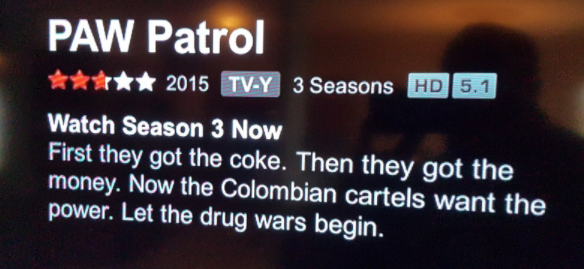 PAW Patrol
2015 TV-Y 3 Seasons HD 5.1
Watch Season 3 Now
First they got the coke. Then they got the
money. Now the Colombian cartels want the
power. Let the drug wars begin.